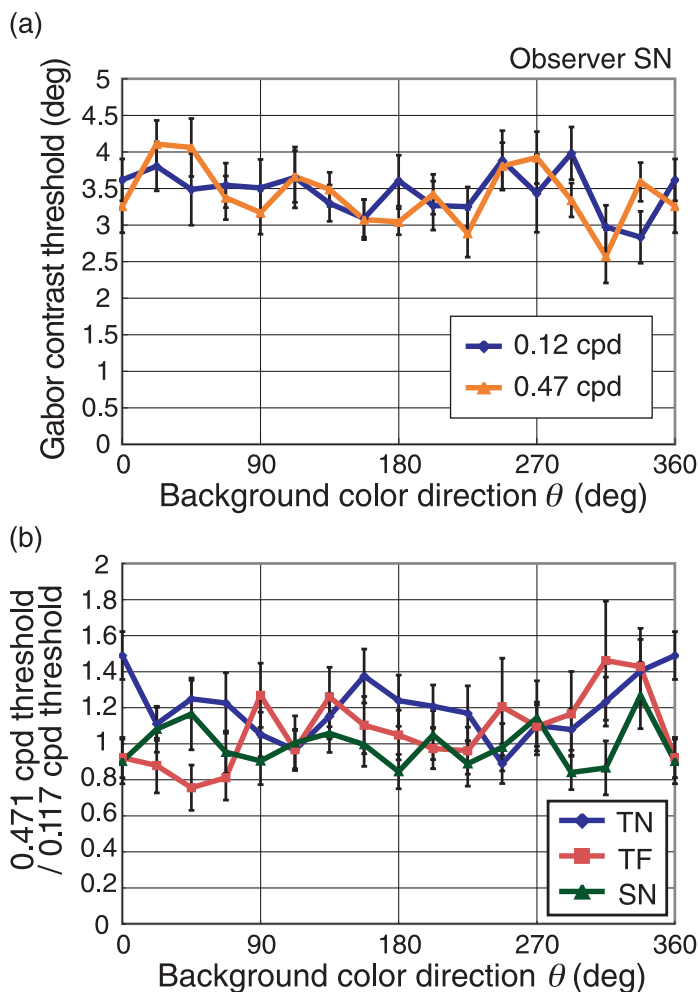 (a)
Observer SN
Gabor contrast threshold (deg)
5
4.5
4
3.5
3
2.5
2
1.5
1
0.5
0
0.12 cpd
0.47 cpd
0 90 180 270 360
Background color direction θ (deg)
(b)
0.471 cpd threshold
/ 0.117 cpd threshold
2
1.8
1.6
1.4
1.2
1
0.8
0.6
0.4
0.2
0
TN
TF
SN
0 90 180 270 360
Background color direction θ (deg)